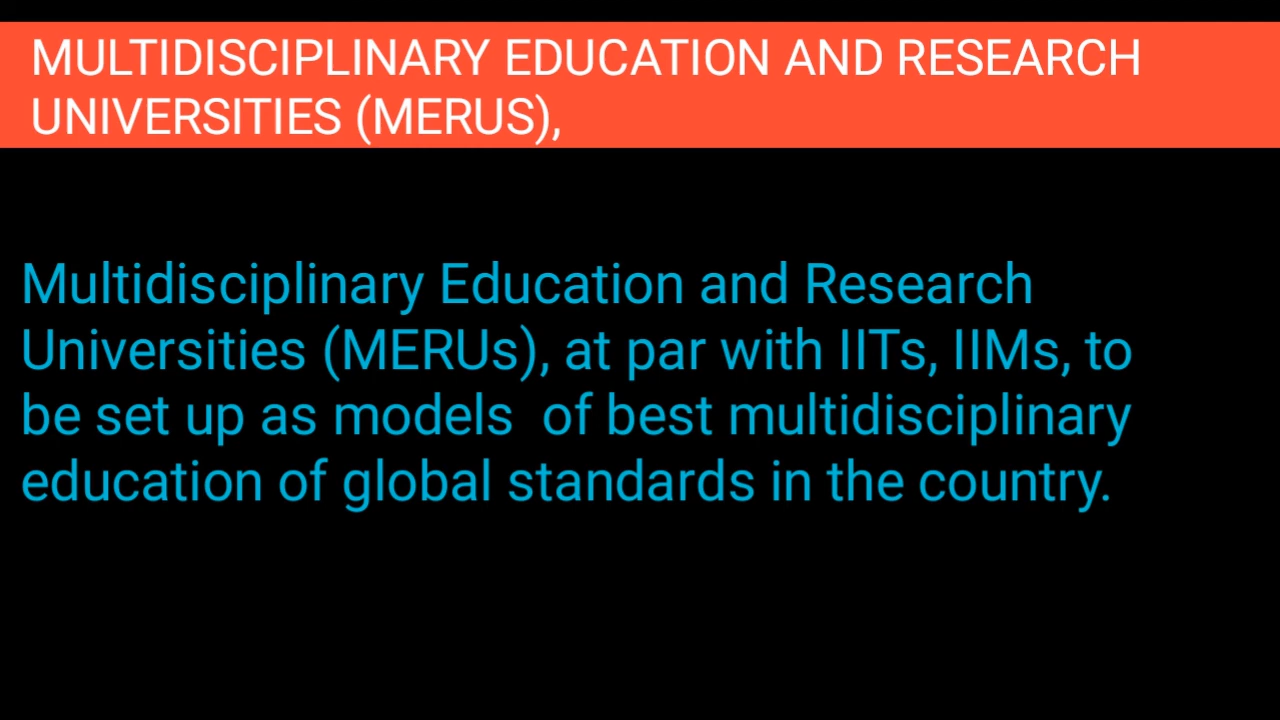 MULTIDISCIPLINARY EDUCATION AND RESEARCH
UNIVERSITIES (MERUS),
Multidisciplinary Education and Research
Universities (MERUs), at par with IITs, IIMs, to
be set up as models  of best multidisciplinary
education of global standards in the country.